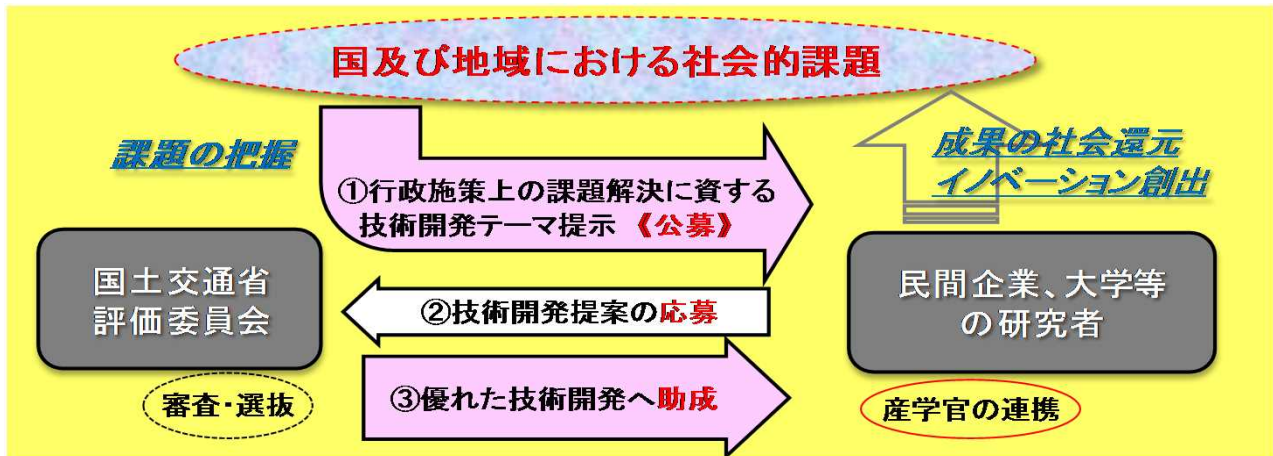 国及び地域における社会的課題
課題の把握
成果の社会還元
イノベーション創出
①行政施策上の課題解決に資する
技術開発テーマ提示 《公募》
国土交通省
評価委員会
民間企業、大学等
の研究者
②技術開発提案の応募
③優れた技術開発へ助成
審査・選抜
産学官の連携